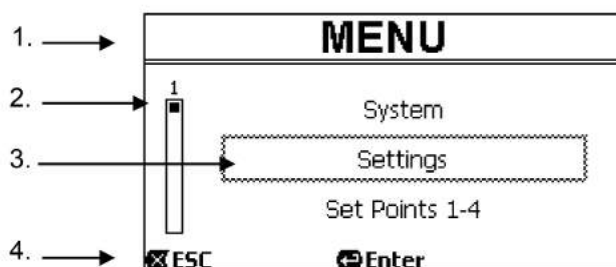 1. MENU
2. 1
System
3. Settings
Set Points 1-4
4. ESC Enter